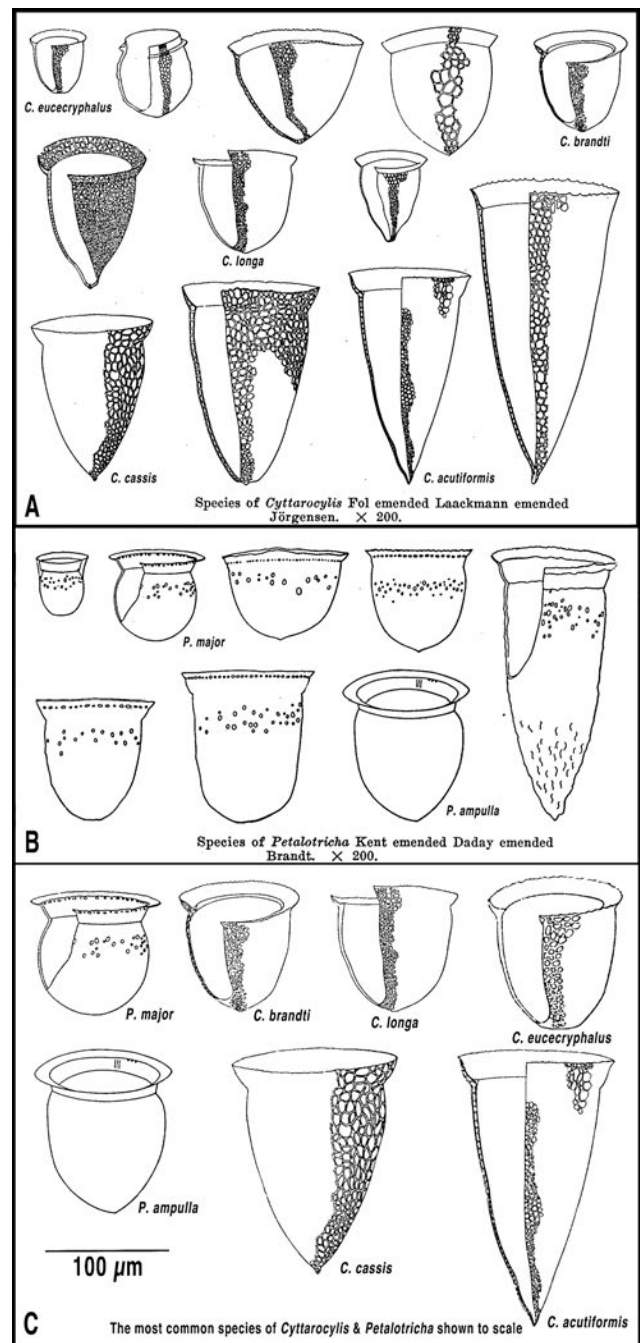 C. eucecryphalus
C. brandti
C. longa
C. cassis
C. acutiformis
A
Species of Cyttarocylis Fol emended Laackmann emended
Jörgensen. × 200.
P. major
P. ampulla
B
Species of Petalotricha Kent emended Daday emended
Brandt. × 200.
P. major
C. brandti
C. longa
C. eucecryphalus
P. ampulla
C. cassis
100 µm
C. acutiformis
C
The most common species of Cyttarocylis & Petalotricha shown to scale